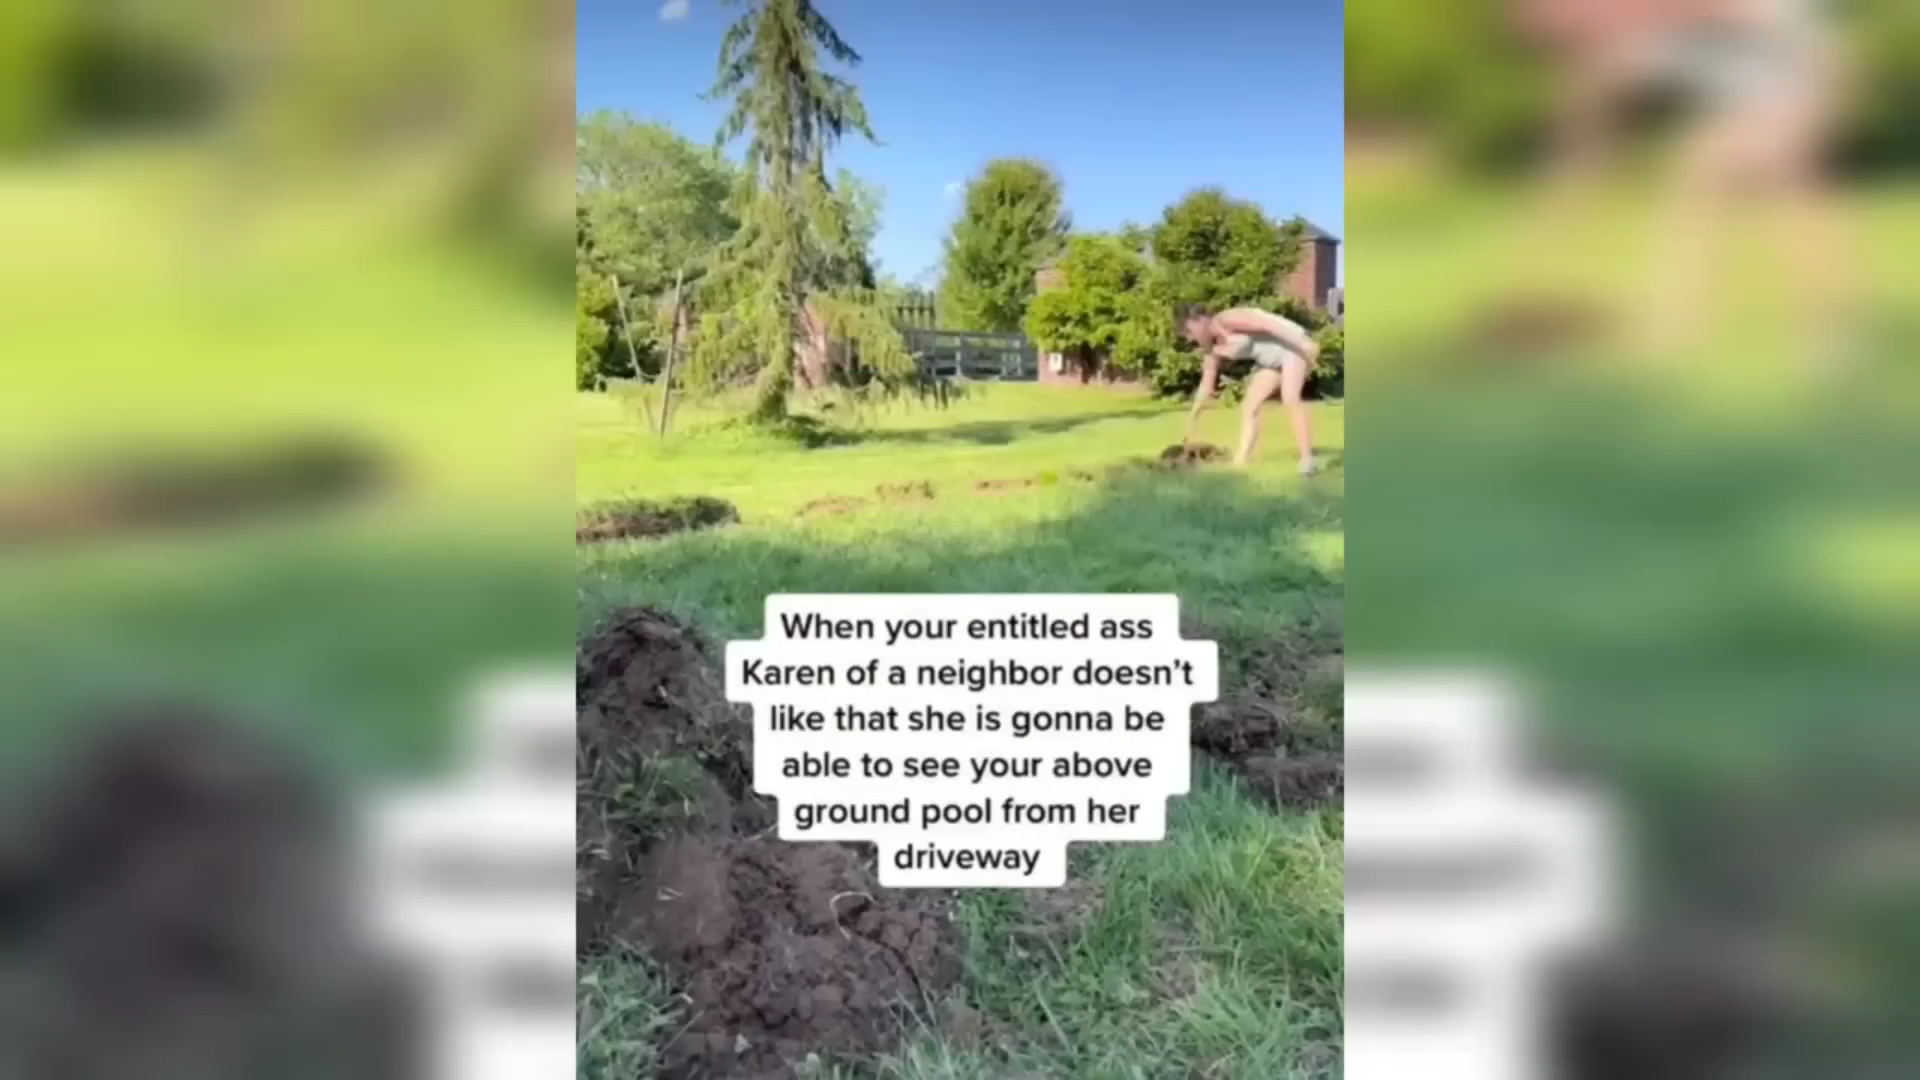 When your entitled ass
Karen of a neighbor doesn't
like that she is gonna be
able to see your above
ground pool from her
driveway